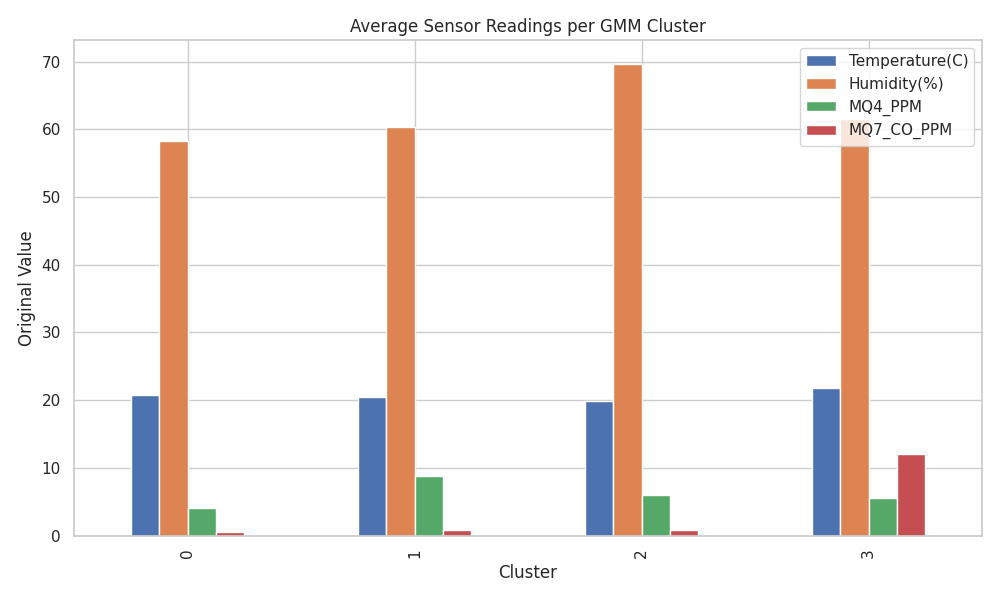 Average Sensor Readings per GMM Cluster
Temperature(C)
Humidity(%)
MQ4_PPM
MQ7_CO_PPM
Original Value
70
60
50
40
30
20
10
0
0
1
2
3
Cluster